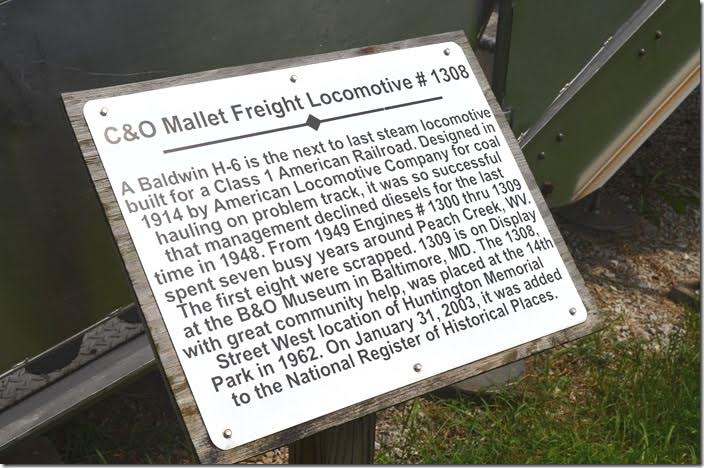 C&O Mallet Freight Locomotive # 1308
A Baldwin H-6 is the next to last steam locomotive
built for a Class 1 American Railroad. Designed in
1914 by American Locomotive Company for coal
hauling on problem track, it was so successful
that management declined diesels for the last
time in 1948. From 1949 Engines # 1300 thru 1309
spent seven busy years around Peach Creek, WV.
The first eight were scrapped. 1309 is on Display
at the B&O Museum in Baltimore, MD. The 1308,
with great community help, was placed at the 14th
Street West location of Huntington Memorial
Park in 1962. On January 31, 2003, it was added
to the National Register of Historical Places.